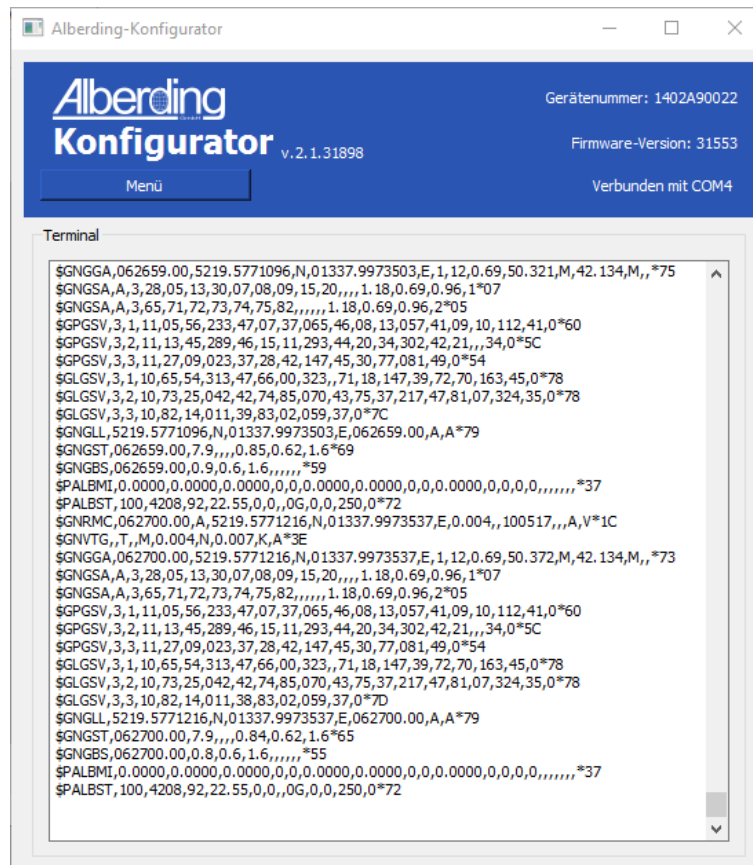 Alberding-Konfigurator
Alberding
GmbH
Konfigurator v.2.1.31898
Gerätenummer: 1402A90022
Firmware-Version: 31553
Menü
Verbunden mit COM4
Terminal
$GNGGA,062659.00,5219.5771096,N,01337.9973503,E,1,12,0.69,50.321,M,42.134,M,,*75
$GNGSA,A,3,28,05,13,30,07,08,09,15,20,,,,1.18,0.69,0.96,1*07
$GNGSA,A,3,65,71,72,73,74,75,82,,,,,,1.18,0.69,0.96,2*05
$GPGSV,3,1,11,05,56,233,47,07,37,065,46,08,13,057,41,09,10,112,41,0*60
$GPGSV,3,2,11,13,45,289,46,15,11,293,44,20,34,302,42,21,,,34,0*5C
$GPGSV,3,3,11,27,09,023,37,28,42,147,45,30,77,081,49,0*54
$GLGSV,3,1,10,65,54,313,47,66,00,323,,71,18,147,39,72,70,163,45,0*78
$GLGSV,3,2,10,73,25,042,42,74,85,070,43,75,37,217,47,81,07,324,35,0*78
$GLGSV,3,3,10,82,14,011,39,83,02,059,37,0*7C
$GNGLL,5219.5771096,N,01337.9973503,E,062659.00,A,A*79
$GNGST,062659.00,7.9,,,,0.85,0.62,1.6*69
$GNGBS,062659.00,0.9,0.6,1.6,,,,,,*59
$PALBMI,0.0000,0.0000,0.0000,0,0,0.0000,0.0000,0,0,0.0000,0,0,0,0,,,,,,,*37
$PALBST,100,4208,92,22.55,0,0,,0G,0,0,250,0*72
$GNRMC,062700.00,A,5219.5771216,N,01337.9973537,E,0.004,,100517,,,A,V*1C
$GNVTG,,T,,M,0.004,N,0.007,K,A*3E
$GNGGA,062700.00,5219.5771216,N,01337.9973537,E,1,12,0.69,50.372,M,42.134,M,,*73
$GNGSA,A,3,28,05,13,30,07,08,09,15,20,,,,1.18,0.69,0.96,1*07
$GNGSA,A,3,65,71,72,73,74,75,82,,,,,,1.18,0.69,0.96,2*05
$GPGSV,3,1,11,05,56,233,47,07,37,065,46,08,13,057,41,09,10,112,41,0*60
$GPGSV,3,2,11,13,45,289,46,15,11,293,44,20,34,302,42,21,,,34,0*5C
$GPGSV,3,3,11,27,09,023,37,28,42,147,45,30,77,081,49,0*54
$GLGSV,3,1,10,65,54,313,47,66,00,323,,71,18,147,39,72,70,163,45,0*78
$GLGSV,3,2,10,73,25,042,42,74,85,070,43,75,37,217,47,81,07,324,35,0*78
$GLGSV,3,3,10,82,14,011,38,83,02,059,37,0*7D
$GNGLL,5219.5771216,N,01337.9973537,E,062700.00,A,A*79
$GNGST,062700.00,7.9,,,,0.84,0.62,1.6*65
$GNGBS,062700.00,0.8,0.6,1.6,,,,,,*55
$PALBMI,0.0000,0.0000,0.0000,0,0,0.0000,0.0000,0,0,0.0000,0,0,0,0,,,,,,,*37
$PALBST,100,4208,92,22.55,0,0,,0G,0,0,250,0*72